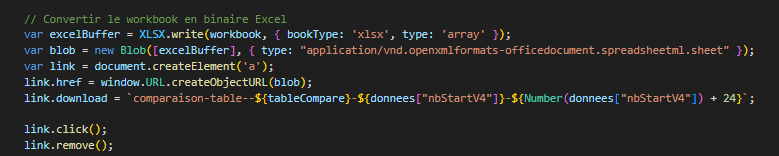 // Convertir le workbook en binaire Excel
var excelBuffer = XLSX.write(workbook, { bookType: 'xlsx', type: 'array' });
var blob = new Blob([excelBuffer], { type: "application/vnd.openxmlformats-officedocument.spreadsheetml.sheet" });
var link = document.createElement('a');
link.href = window.URL.createObjectURL(blob);
link.download = `comparaison-table--${tableCompare}-${donnees["nbStartV4"]}-${Number(donnees["nbStartV4"]) + 24}`;
link.click();
link.remove();